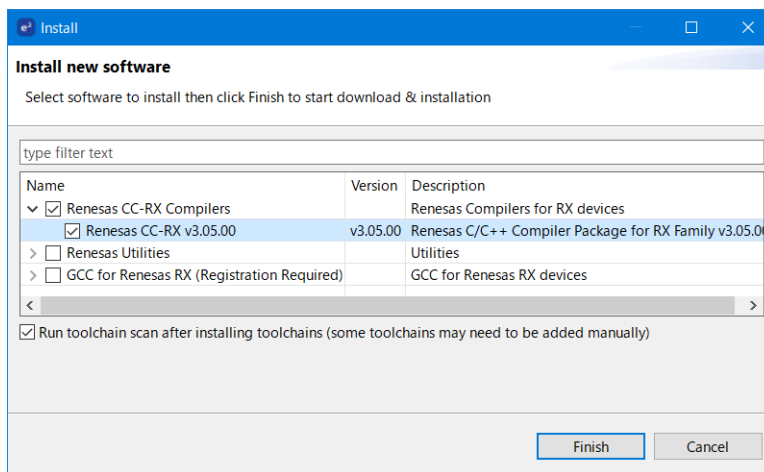 e² Install
Install new software
Select software to install then click Finish to start download & installation
type filter text
Name Version Description
Renesas CC-RX Compilers Renesas Compilers for RX devices
Renesas CC-RX v3.05.00 v3.05.00 Renesas C/C++ Compiler Package for RX Family v3.05.0
Renesas Utilities Utilities
GCC for Renesas RX (Registration Required) GCC for Renesas RX devices
Run toolchain scan after installing toolchains (some toolchains may need to be added manually)
Finish Cancel